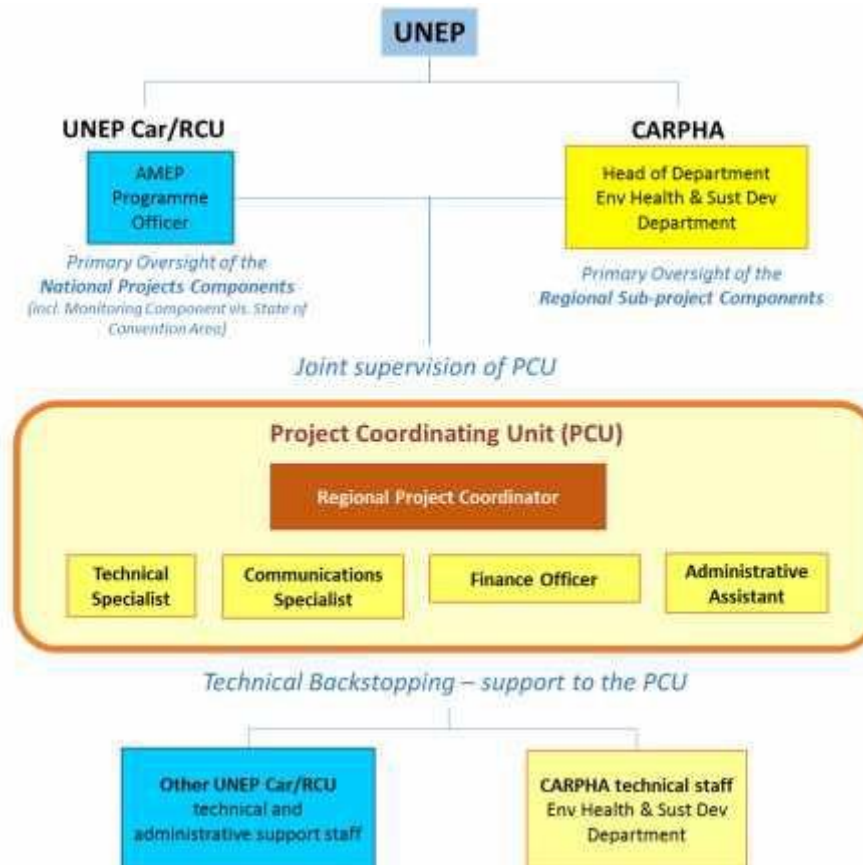 UNEP
UNEP Car/RCU
CARPHA
AMEP
Programme
Officer
Head of Department
Env Health & Sust Dev
Department
Primary Oversight of the
National Projects Components
(incl. Monitoring Component vis. State of
Convention Area)
Primary Oversight of the
Regional Sub-project Components
Joint supervision of PCU
Project Coordinating Unit (PCU)
Regional Project Coordinator
Technical
Specialist
Communications
Specialist
Finance Officer
Administrative
Assistant
Technical Backstopping – support to the PCU
Other UNEP Car/RCU
technical and
administrative support staff
CARPHA technical staff
Env Health & Sust Dev
Department